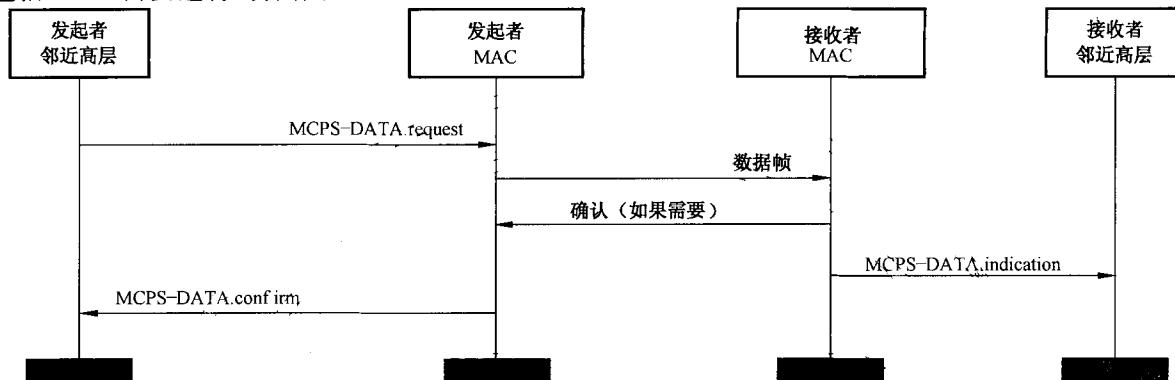 发起者
邻近高层
发起者
MAC
接收者
MAC
接收者
邻近高层
MCPS-DATA.request
数据帧
确认（如果需要）
MCPS-DATA.indication
MCPS-DATA.confirm